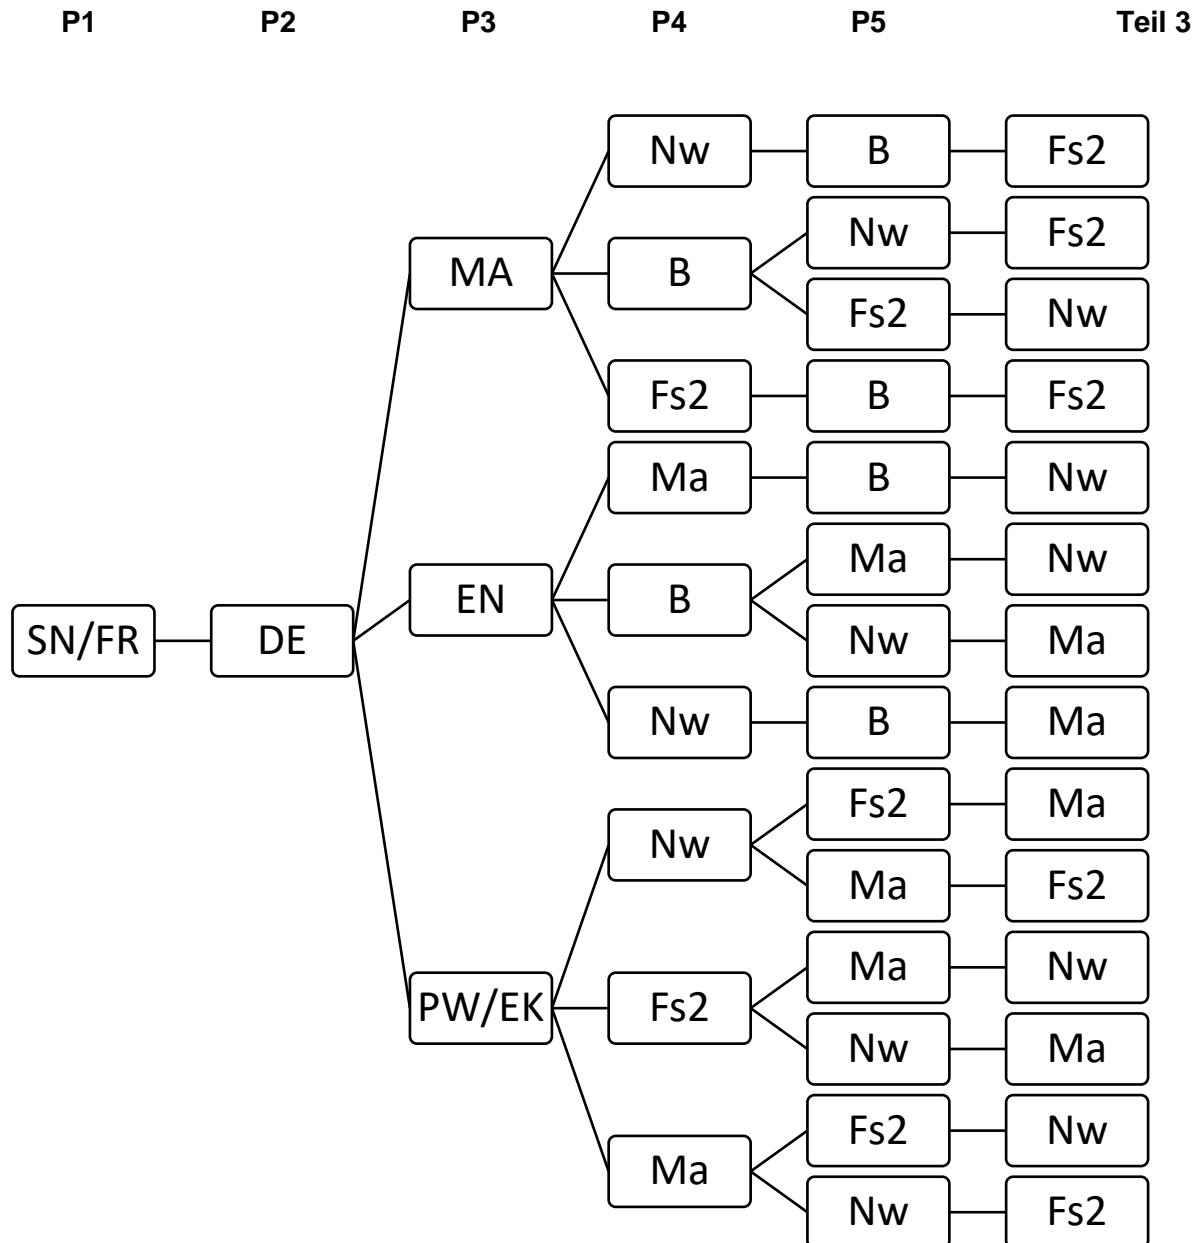 P1 P2 P3 P4 P5 Teil 3
Nw B Fs2
Nw Fs2
MA B
Fs2 Nw
Fs2 B Fs2
Ma B Nw
Ma Nw
EN B
SN/FR DE
Nw Ma
Nw B Ma
Fs2 Ma
Nw
Ma Fs2
Ma Nw
PW/EK Fs2
Nw Ma
Fs2 Nw
Ma
Nw Fs2